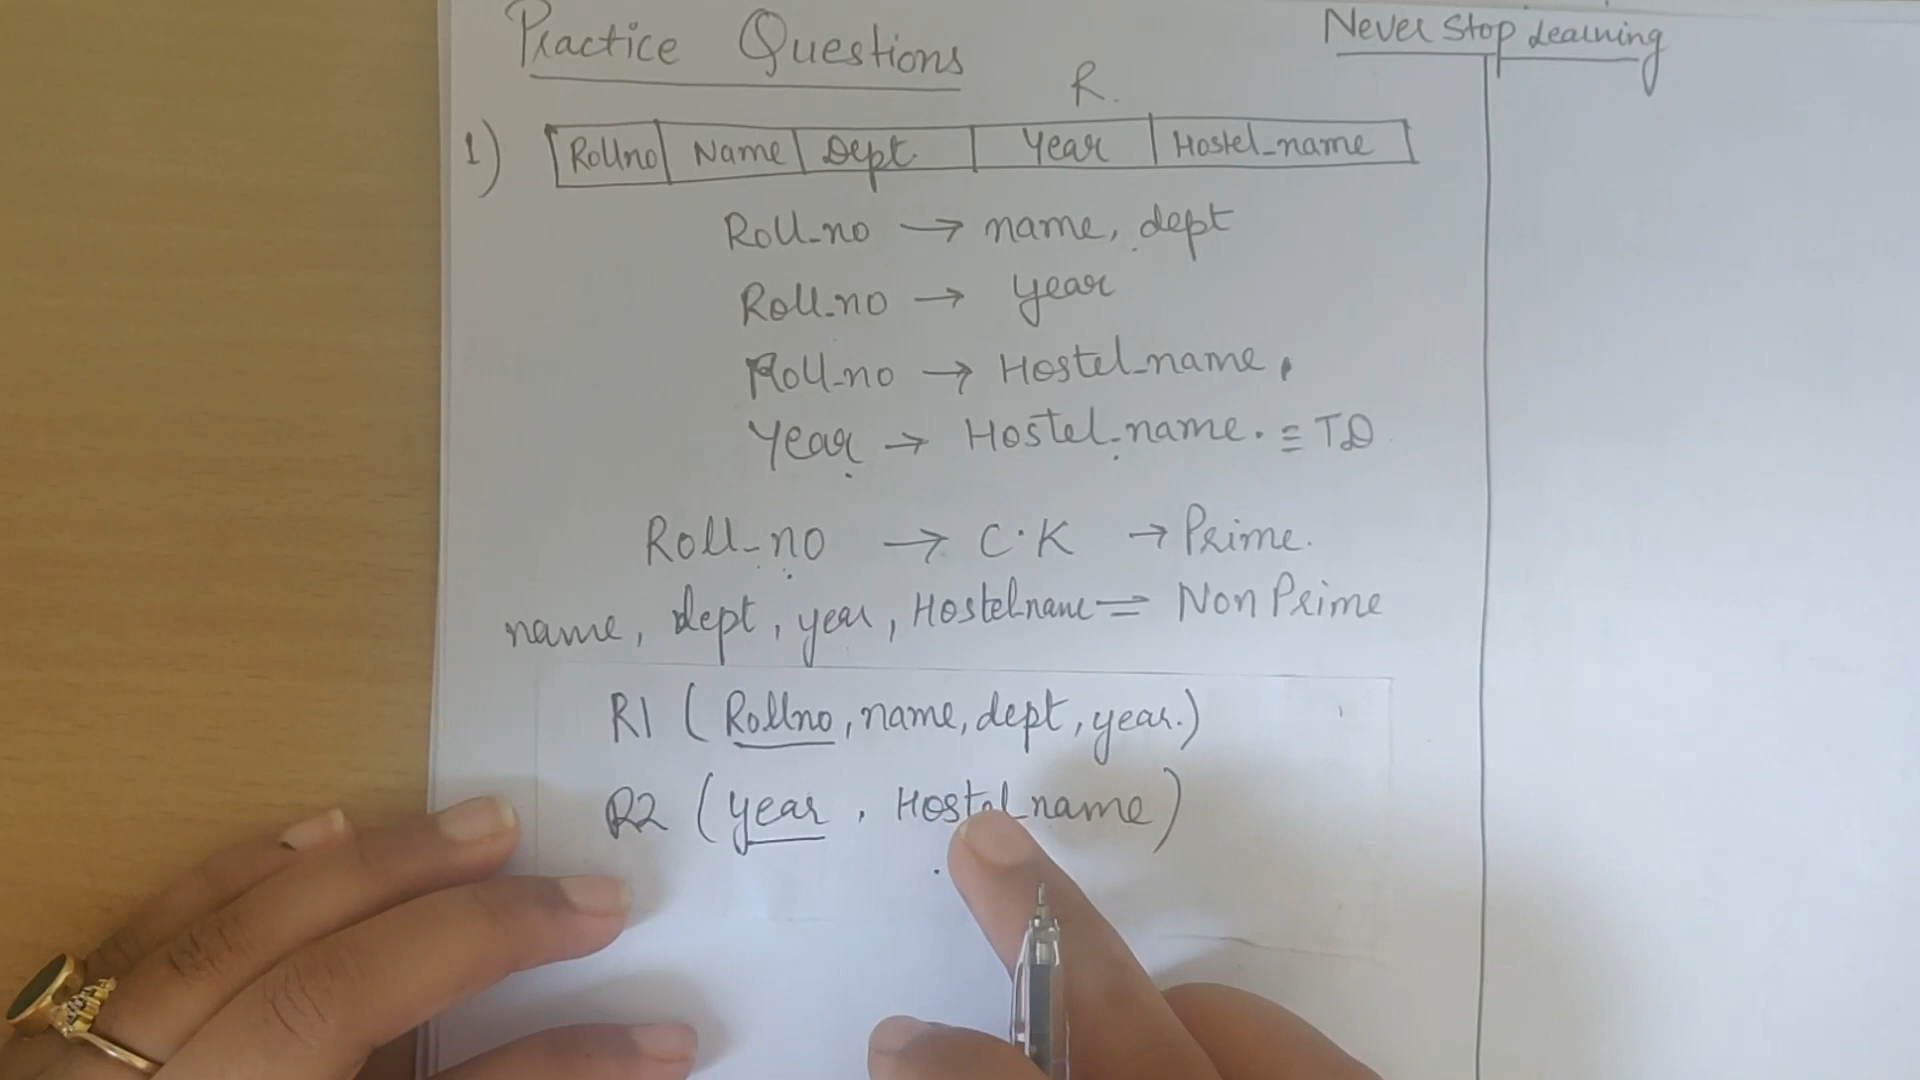 Practice Questions
Never Stop Learning
R.
1) Rollno Name Dept Year Hostel_name
Roll_no → name, dept
Roll_no → year
Roll_no → Hostel_name.
Year → Hostel_name. ≡ TD
Roll_no → C.K → Prime.
name, dept, year, Hostelname = Non Prime
R1 (Rollno, name, dept, year.)
R2 (year, Hostel_name)